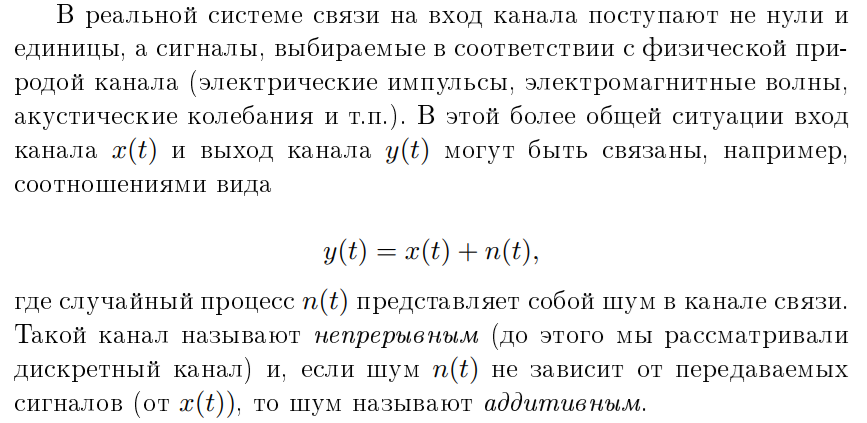 В реальной системе связи на вход канала поступают не нули и
единицы, а сигналы, выбираемые в соответствии с физической при-
родой канала (электрические импульсы, электромагнитные волны,
акустические колебания и т.п.). В этой более общей ситуации вход
канала x(t) и выход канала y(t) могут быть связаны, например,
соотношениями вида
y(t) = x(t) + n(t),
где случайный процесс n(t) представляет собой шум в канале связи.
Такой канал называют непрерывным (до этого мы рассматривали
дискретный канал) и, если шум n(t) не зависит от передаваемых
сигналов (от x(t)), то шум называют аддитивным.